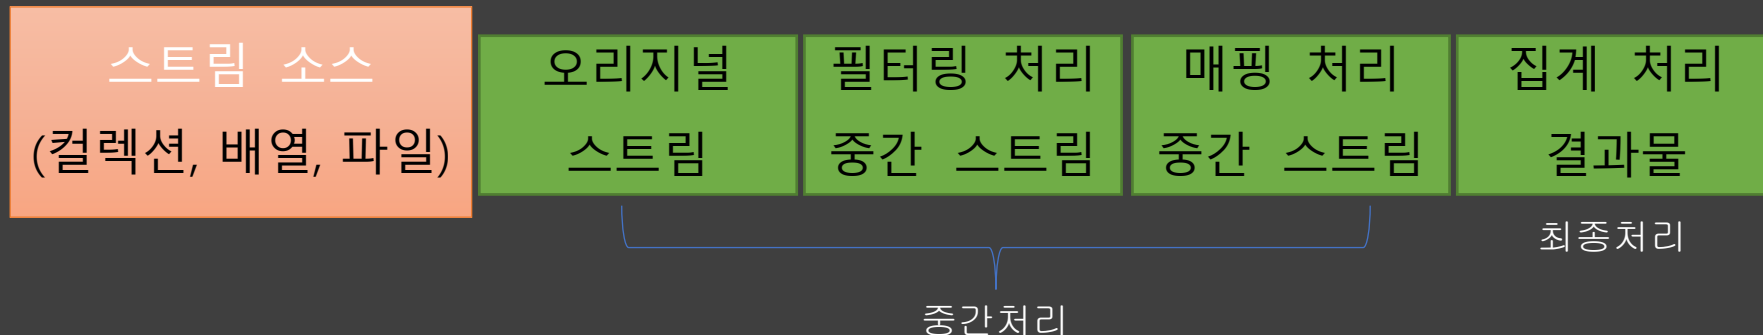 스트림 소스
(컬렉션, 배열, 파일)
오리지널
스트림
필터링 처리
중간 스트림
매핑 처리
중간 스트림
집계 처리
결과물
최종처리
중간처리